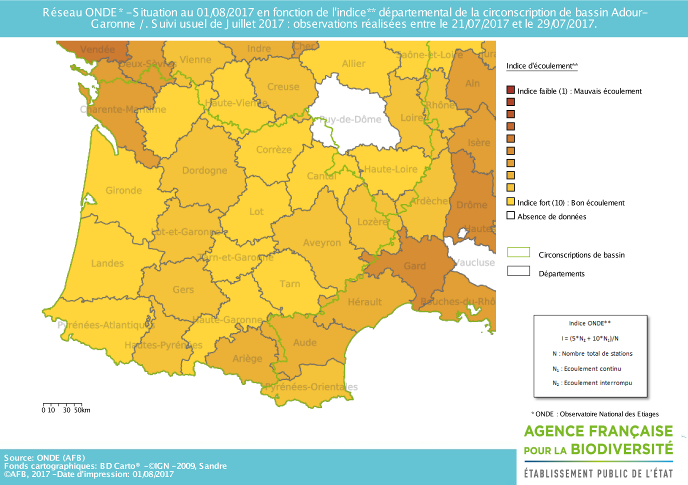 Réseau ONDE* -Situation au 01/08/2017 en fonction de l'indice** départemental de la circonscription de bassin Adour-
Garonne /. Suivi usuel de Juillet 2017 : observations réalisées entre le 21/07/2017 et le 29/07/2017.
Vendée
Deux-Sèvres
Vienne
Indre
Cher
Allier
Saône-et-Loire
Ain
Charente-Maritime
Haute-Vienne
Creuse
Puy-de-Dôme
Loire
Rhône
Isère
Corrèze
Dordogne
Cantal
Haute-Loire
Ardèche
Drôme
Gironde
Lot
Lozère
Haute
Lot-et-Garonne
Aveyron
Tarn-et-Garonne
Landes
Gard
Vaucluse
Gers
Tarn
Hérault
Bouches-du-Rhô
Pyrénées-Atlantiques
Haute-Garonne
Hautes-Pyrénées
Aude
Ariège
Pyrénées-Orientales
0 10 30 50km
Indice d'écoulement**
Indice faible (1) : Mauvais écoulement
Indice fort (10) : Bon écoulement
Absence de données
Circonscriptions de bassin
Départements
Indice ONDE**
I = (5*N₂ + 10*N₁)/N
N : Nombre total de stations
N₁ : Ecoulement continu
N₂ : Ecoulement interrompu
* ONDE : Observatoire National des Etiages
AGENCE FRANÇAISE
POUR LA BIODIVERSITÉ
ÉTABLISSEMENT PUBLIC DE L'ÉTAT
Source: ONDE (AFB)
Fonds cartographiques: BD Carto® -©IGN -2009, Sandre
©AFB, 2017 -Date d'impression: 01/08/2017